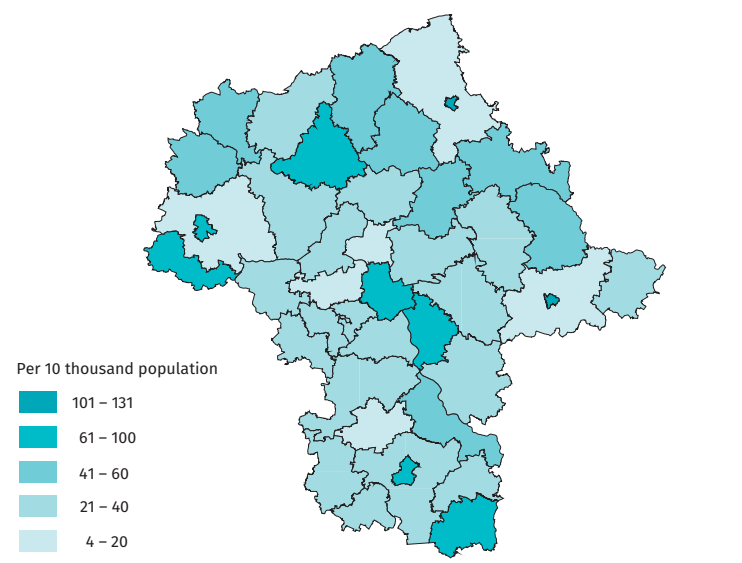 Per 10 thousand population
101 – 131
61 – 100
41 – 60
21 – 40
4 – 20